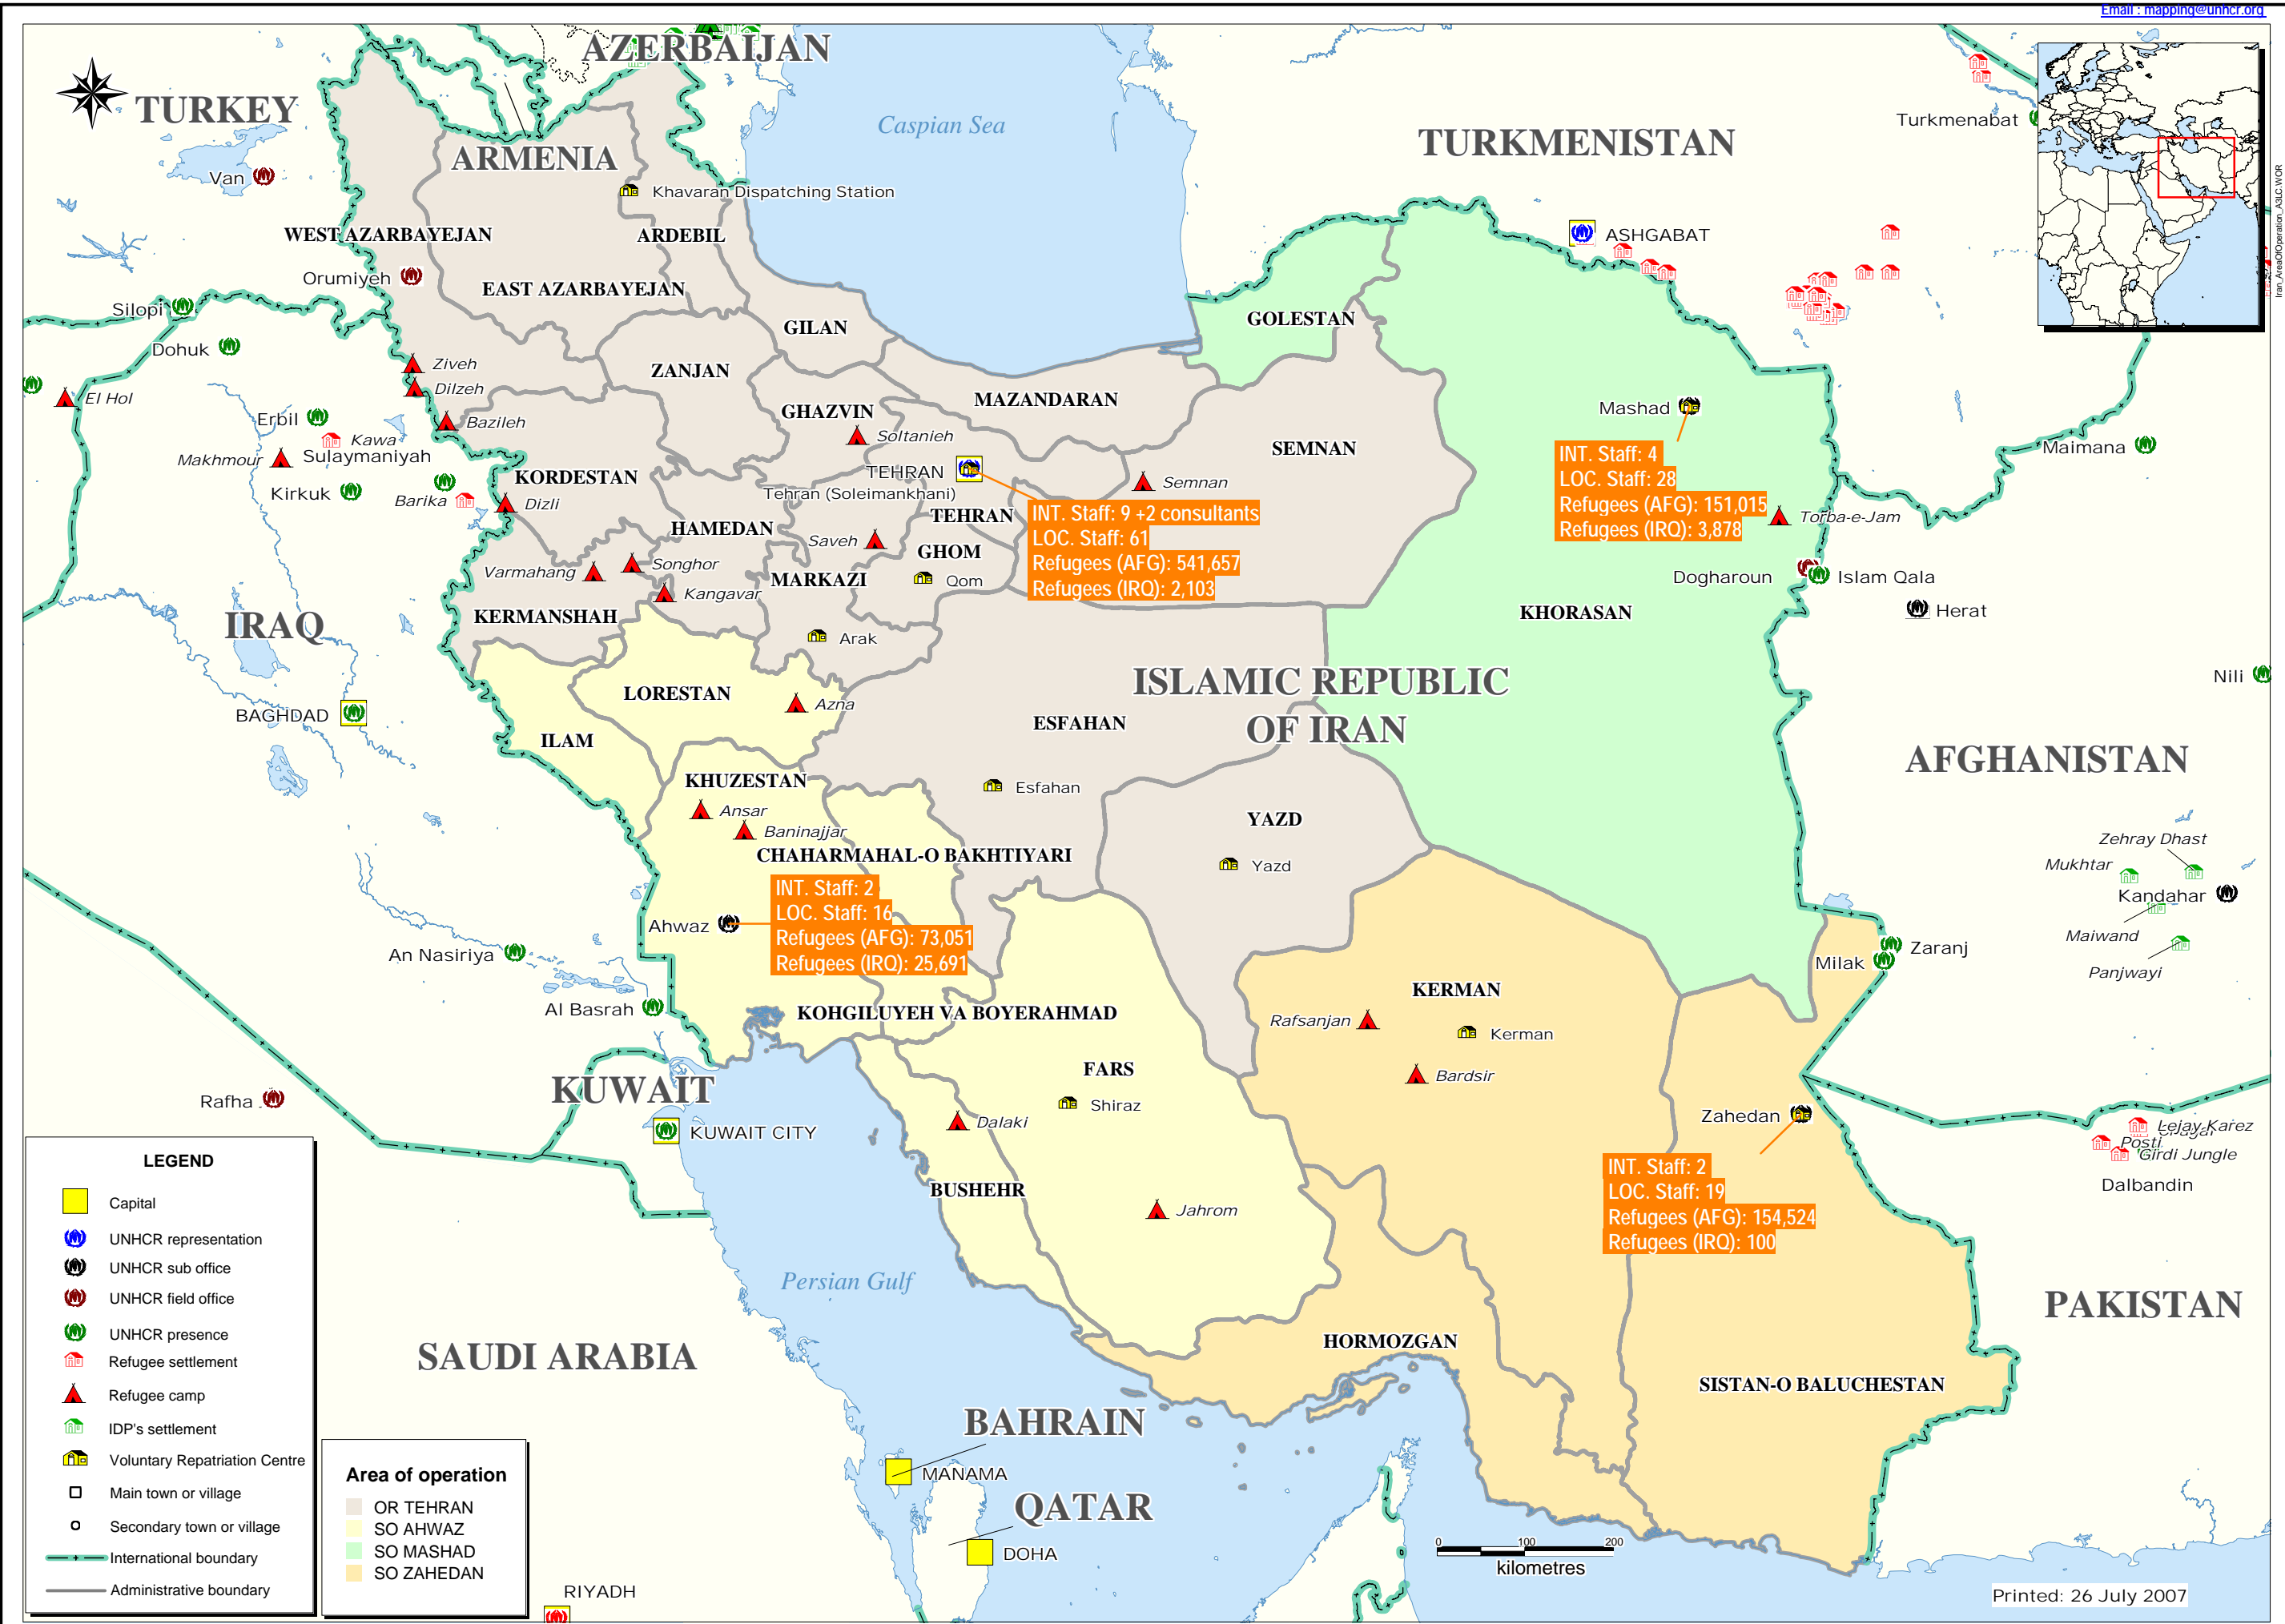 Email : mapping@unhcr.org
AZERBAIJAN
TURKEY
Caspian Sea
TURKMENISTAN
Turkmenabat
ARMENIA
Van
Khavaran Dispatching Station
Iran_AreaOfOperation_A3LC.WOR
WEST AZARBAYEJAN
ARDEBIL
ASHGABAT
Orumiyeh
EAST AZARBAYEJAN
Silopi
GILAN
GOLESTAN
Dohuk
Ziveh
ZANJAN
Dilzeh
El Hol
MAZANDARAN
Mashad
GHAZVIN
Erbil
Bazileh
Kawa
Soltanieh
SEMNAN
Maimana
Makhmour
Sulaymaniyah
INT. Staff: 4
LOC. Staff: 28
Refugees (AFG): 151,015
Refugees (IRQ): 3,878
KORDESTAN
TEHRAN
Semnan
Kirkuk
Barika
Tehran (Soleimankhani)
Dizli
TEHRAN
INT. Staff: 9 +2 consultants
LOC. Staff: 61
Refugees (AFG): 541,657
Refugees (IRQ): 2,103
Torba-e-Jam
HAMEDAN
Saveh
GHOM
Varmahang
Songhor
MARKAZI
Qom
Dogharoun
Islam Qala
Kangavar
KERMANSHAH
KHORASAN
Herat
IRAQ
Arak
ISLAMIC REPUBLIC
OF IRAN
Nili
LORESTAN
Azna
BAGHDAD
ESFAHAN
ILAM
AFGHANISTAN
KHUZESTAN
Esfahan
Ansar
Baninajjar
YAZD
Zehray Dhast
CHAHARMAHAL-O BAKHTIYARI
Yazd
Mukhtar
INT. Staff: 2
LOC. Staff: 16
Refugees (AFG): 73,051
Refugees (IRQ): 25,691
Kandahar
Ahwaz
Maiwand
An Nasiriya
Zaranj
Milak
Panjwayi
Al Basrah
KERMAN
KOHGILUYEH VA BOYERAHMAD
Rafsanjan
Kerman
FARS
Bardsir
KUWAIT
Rafha
Shiraz
Zahedan
Dalaki
KUWAIT CITY
Lejay Karez
Posti
Girdi Jungle
INT. Staff: 2
LOC. Staff: 19
Refugees (AFG): 154,524
Refugees (IRQ): 100
Dalbandin
BUSHEHR
Jahrom
Persian Gulf
PAKISTAN
HORMOZGAN
SAUDI ARABIA
SISTAN-O BALUCHESTAN
BAHRAIN
MANAMA
QATAR
DOHA
RIYADH
LEGEND
Capital
UNHCR representation
UNHCR sub office
UNHCR field office
UNHCR presence
Refugee settlement
Refugee camp
IDP's settlement
Voluntary Repatriation Centre
Main town or village
Secondary town or village
International boundary
Administrative boundary
Area of operation
OR TEHRAN
SO AHWAZ
SO MASHAD
SO ZAHEDAN
0 100 200
kilometres
Printed: 26 July 2007